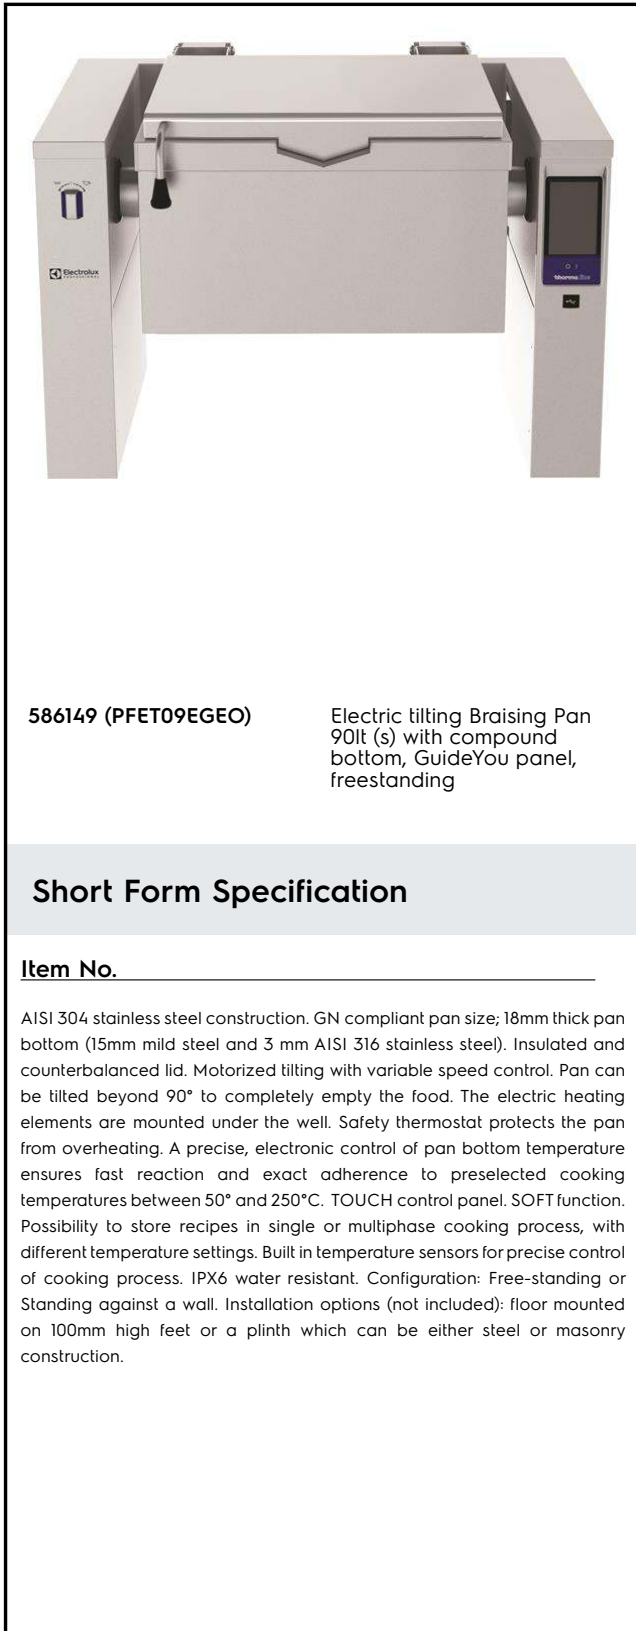 Electrolux
PROFESSIONAL
thermaline
586149 (PFET09EGEO)
Electric tilting Braising Pan
90lt (s) with compound
bottom, GuideYou panel,
freestanding
Short Form Specification
Item No.
AISI 304 stainless steel construction. GN compliant pan size; 18mm thick pan
bottom (15mm mild steel and 3 mm AISI 316 stainless steel). Insulated and
counterbalanced lid. Motorized tilting with variable speed control. Pan can
be tilted beyond 90° to completely empty the food. The electric heating
elements are mounted under the well. Safety thermostat protects the pan
from overheating. A precise, electronic control of pan bottom temperature
ensures fast reaction and exact adherence to preselected cooking
temperatures between 50° and 250°C. TOUCH control panel. SOFT function.
Possibility to store recipes in single or multiphase cooking process, with
different temperature settings. Built in temperature sensors for precise control
of cooking process. IPX6 water resistant. Configuration: Free-standing or
Standing against a wall. Installation options (not included): floor mounted
on 100mm high feet or a plinth which can be either steel or masonry
construction.